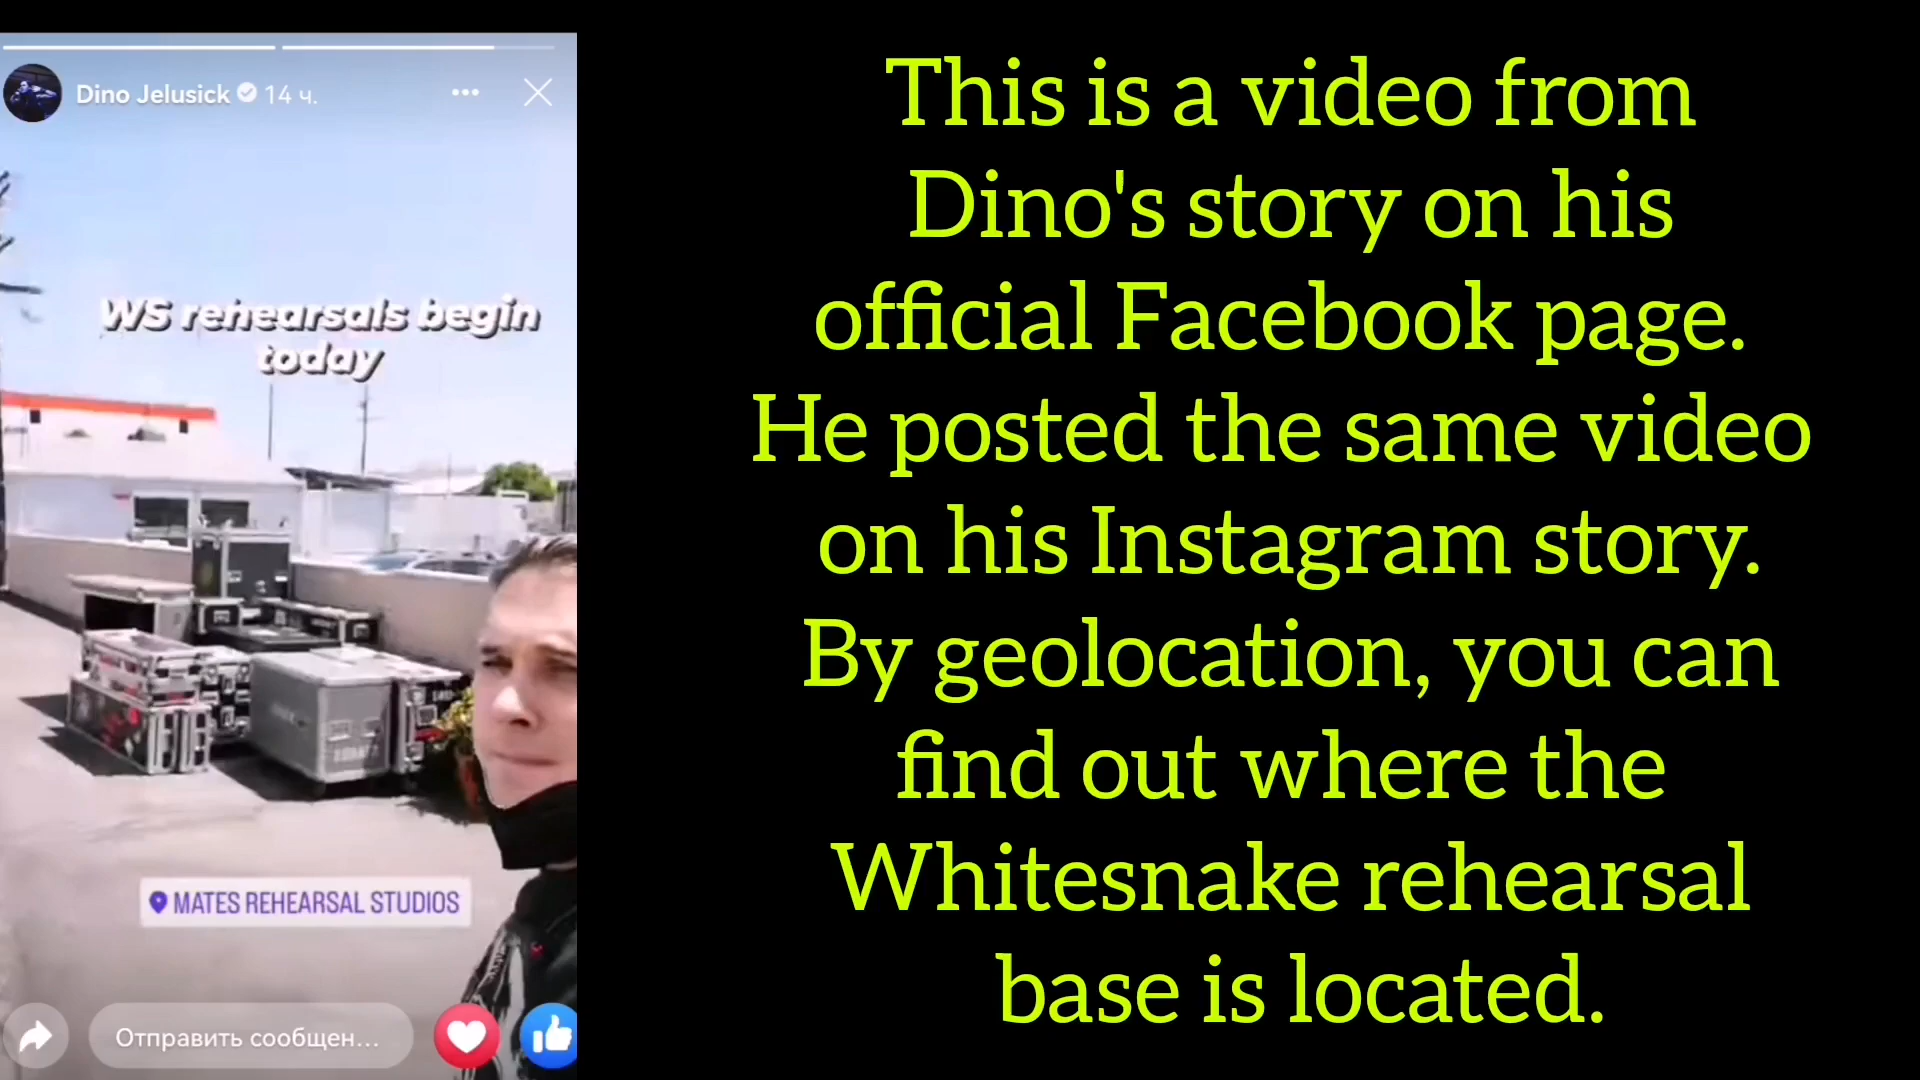 Dino Jelusick 14 ч.
WS rehearsals begin
today
MATES REHEARSAL STUDIOS
Отправить сообщен...
This is a video from
Dino's story on his
official Facebook page.
He posted the same video
on his Instagram story.
By geolocation, you can
find out where the
Whitesnake rehearsal
base is located.